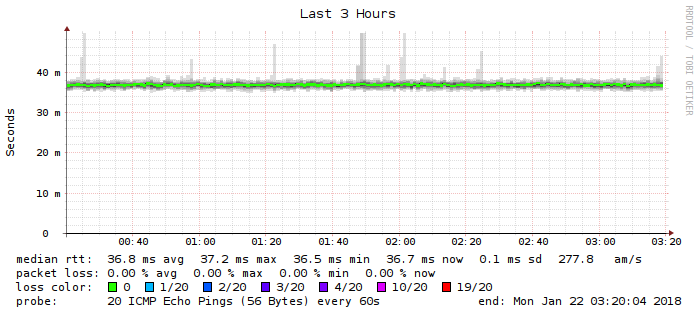 Last 3 Hours
RRDTOOL / TOBI OETIKER
Seconds
40 m
30 m
20 m
10 m
0
00:40 01:00 01:20 01:40 02:00 02:20 02:40 03:00 03:20
median rtt: 36.8 ms avg 37.2 ms max 36.5 ms min 36.7 ms now 0.1 ms sd 277.8 am/s
packet loss: 0.00 % avg 0.00 % max 0.00 % min 0.00 % now
loss color: 0 1/20 2/20 3/20 4/20 10/20 19/20
probe: 20 ICMP Echo Pings (56 Bytes) every 60s end: Mon Jan 22 03:20:04 2018